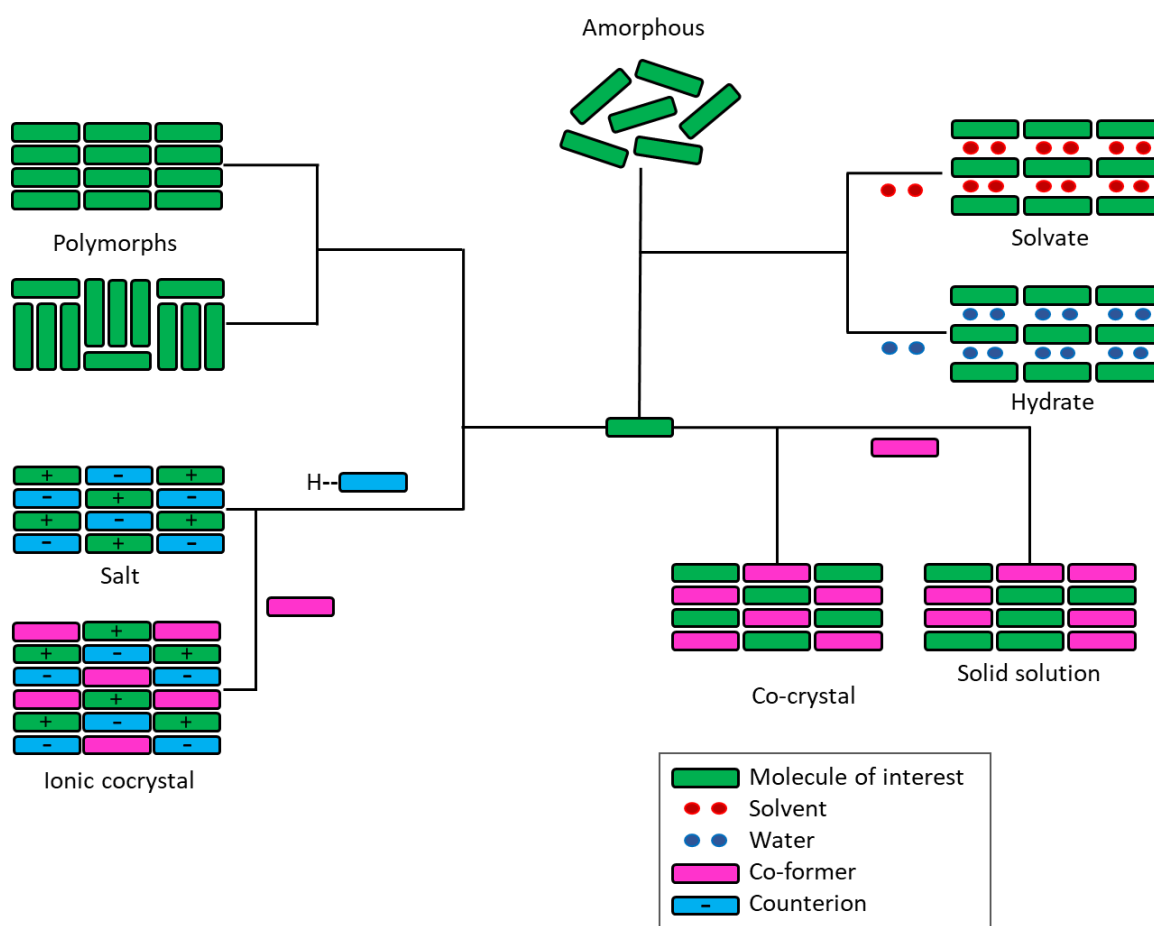 Amorphous
Polymorphs
Solvate
Hydrate
H--
+ - +
- + -
+ - +
- + -
Salt
+
+ - +
- -
+
+ - +
- -
Ionic cocrystal
Co-crystal
Solid solution
Molecule of interest
Solvent
Water
Co-former
- Counterion